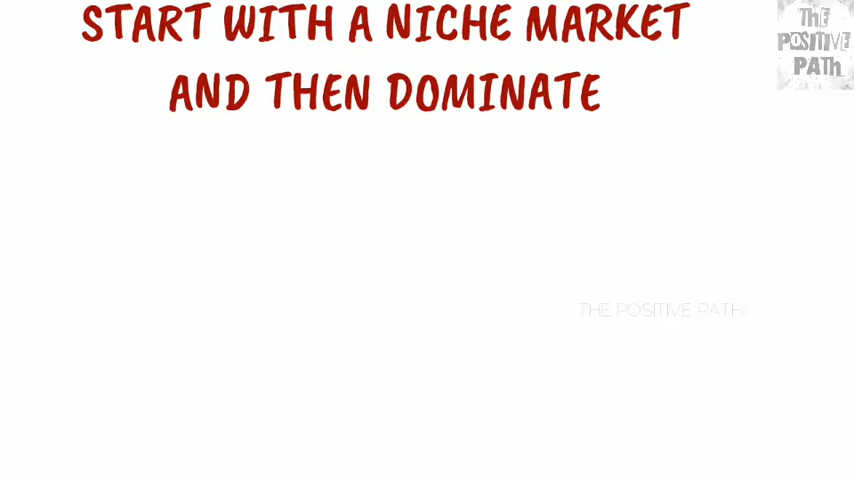 START WITH A NICHE MARKET
AND THEN DOMINATE
THE
POSITIVE
PATH
THE POSITIVE PATH